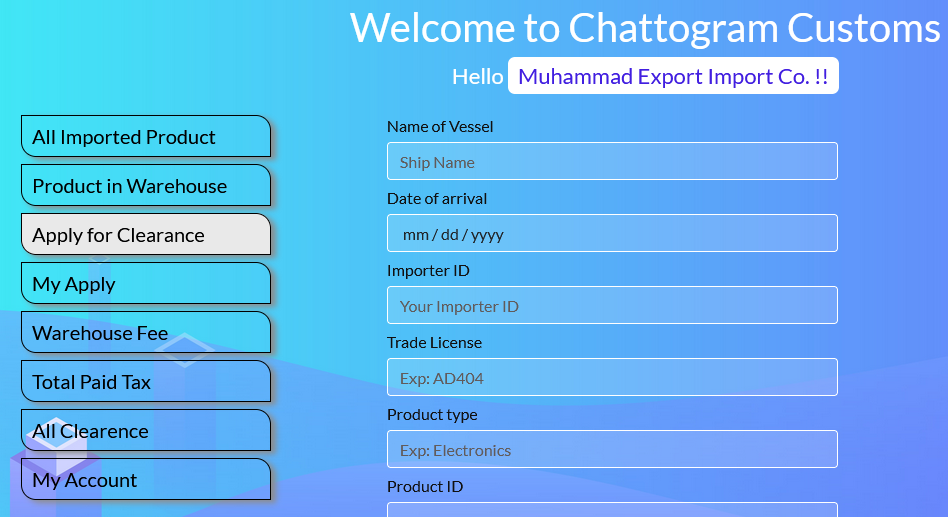 Welcome to Chattogram Customs
Hello Muhammad Export Import Co. !!
All Imported Product
Product in Warehouse
Apply for Clearance
My Apply
Warehouse Fee
Total Paid Tax
All Clearence
My Account
Name of Vessel
Ship Name
Date of arrival
mm / dd / yyyy
Importer ID
Your Importer ID
Trade License
Exp: AD404
Product type
Exp: Electronics
Product ID